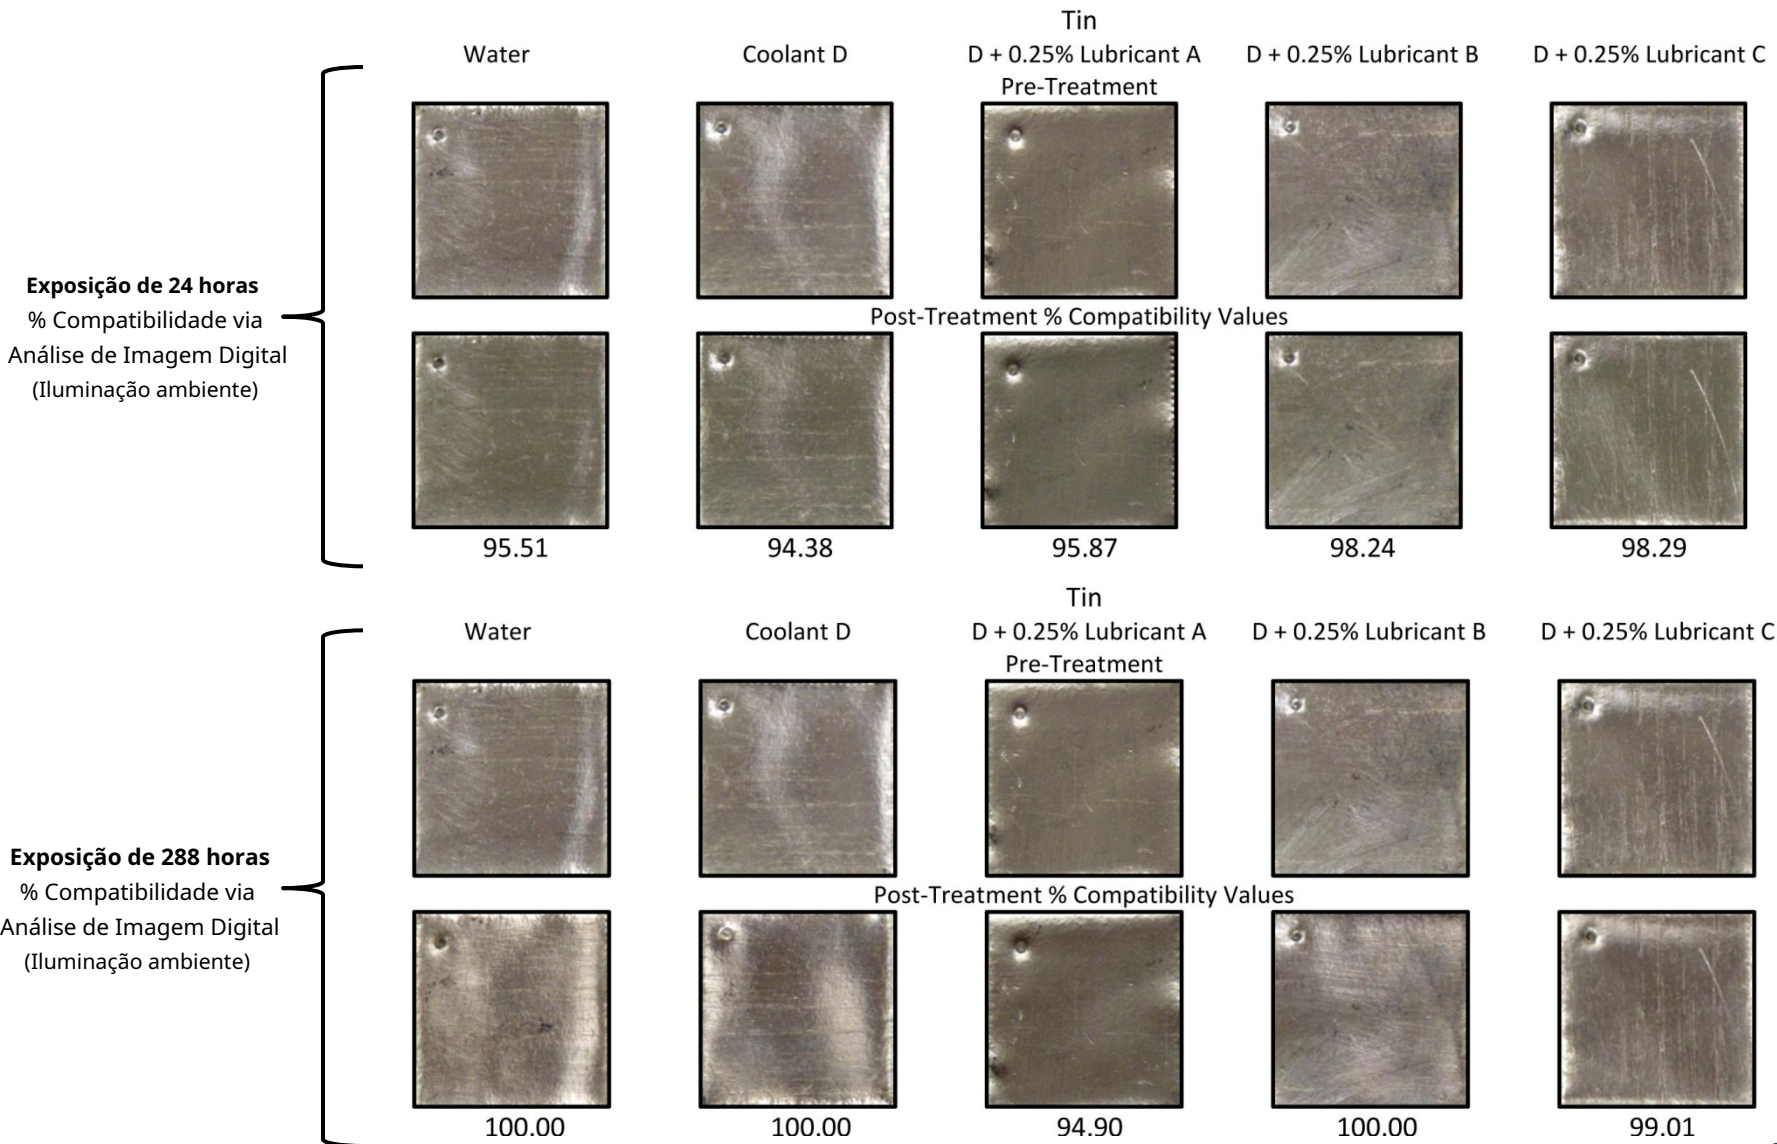 Tin
Water
Coolant D
D + 0.25% Lubricant A
D + 0.25% Lubricant B
D + 0.25% Lubricant C
Pre-Treatment
Exposição de 24 horas
% Compatibilidade via
Análise de Imagem Digital
(Iluminação ambiente)
Post-Treatment % Compatibility Values
95.51
94.38
95.87
98.24
98.29
Tin
Water
Coolant D
D + 0.25% Lubricant A
D + 0.25% Lubricant B
D + 0.25% Lubricant C
Pre-Treatment
Exposição de 288 horas
% Compatibilidade via
Análise de Imagem Digital
(Iluminação ambiente)
Post-Treatment % Compatibility Values
100.00
100.00
94.90
100.00
99.01